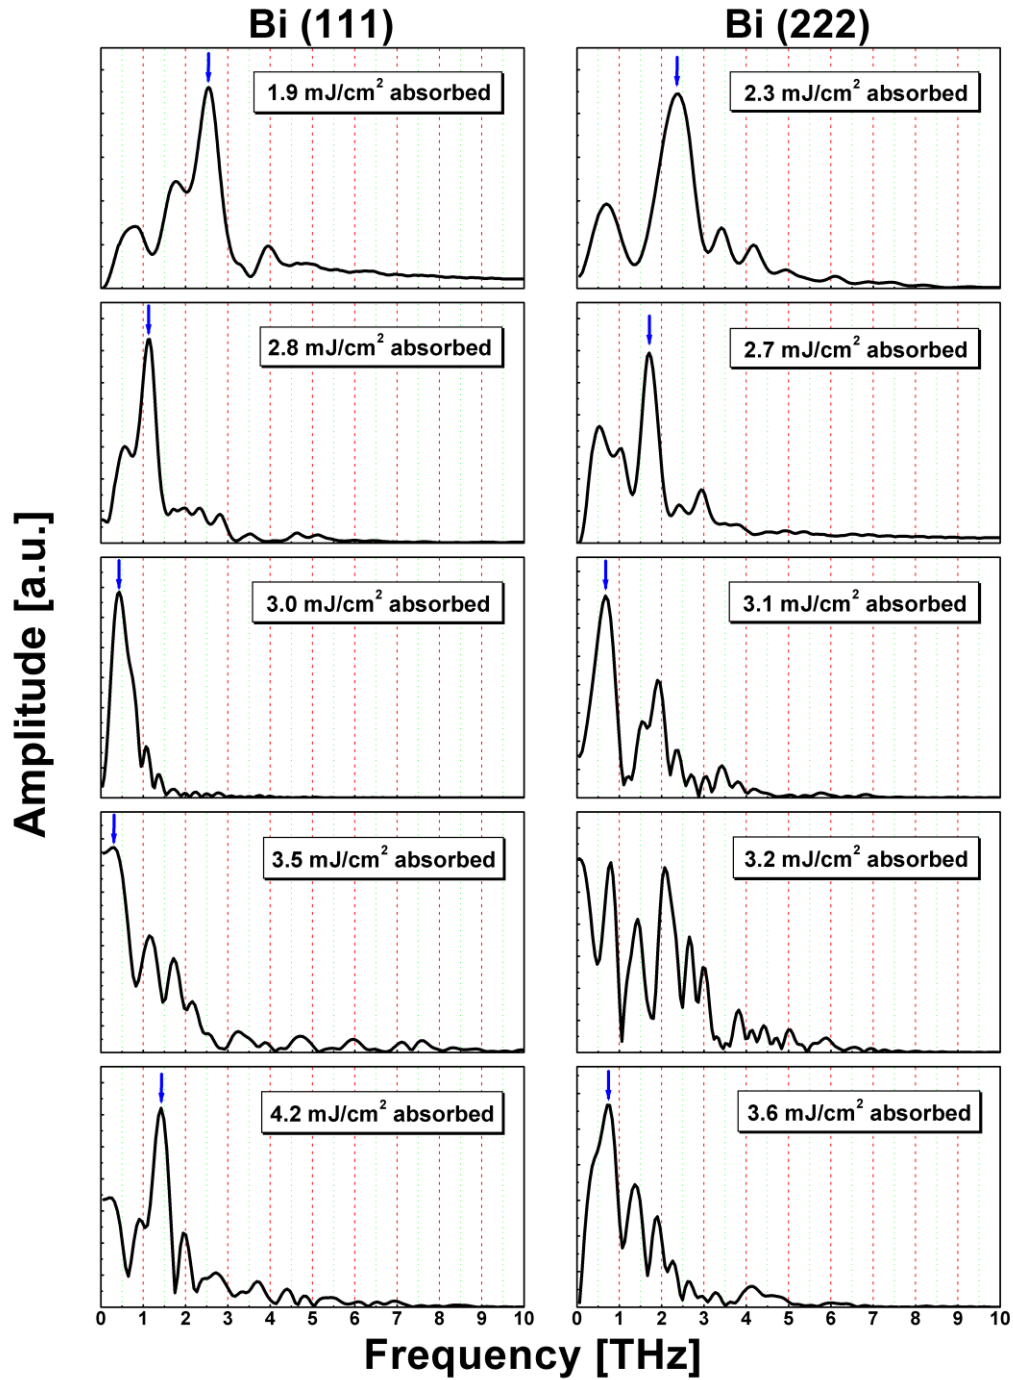 Bi (111) Bi (222)
1.9 mJ/cm² absorbed 2.3 mJ/cm² absorbed
2.8 mJ/cm² absorbed 2.7 mJ/cm² absorbed
3.0 mJ/cm² absorbed 3.1 mJ/cm² absorbed
3.5 mJ/cm² absorbed 3.2 mJ/cm² absorbed
4.2 mJ/cm² absorbed 3.6 mJ/cm² absorbed
Amplitude [a.u.]
0 1 2 3 4 5 6 7 8 9 10 0 1 2 3 4 5 6 7 8 9 10
Frequency [THz]